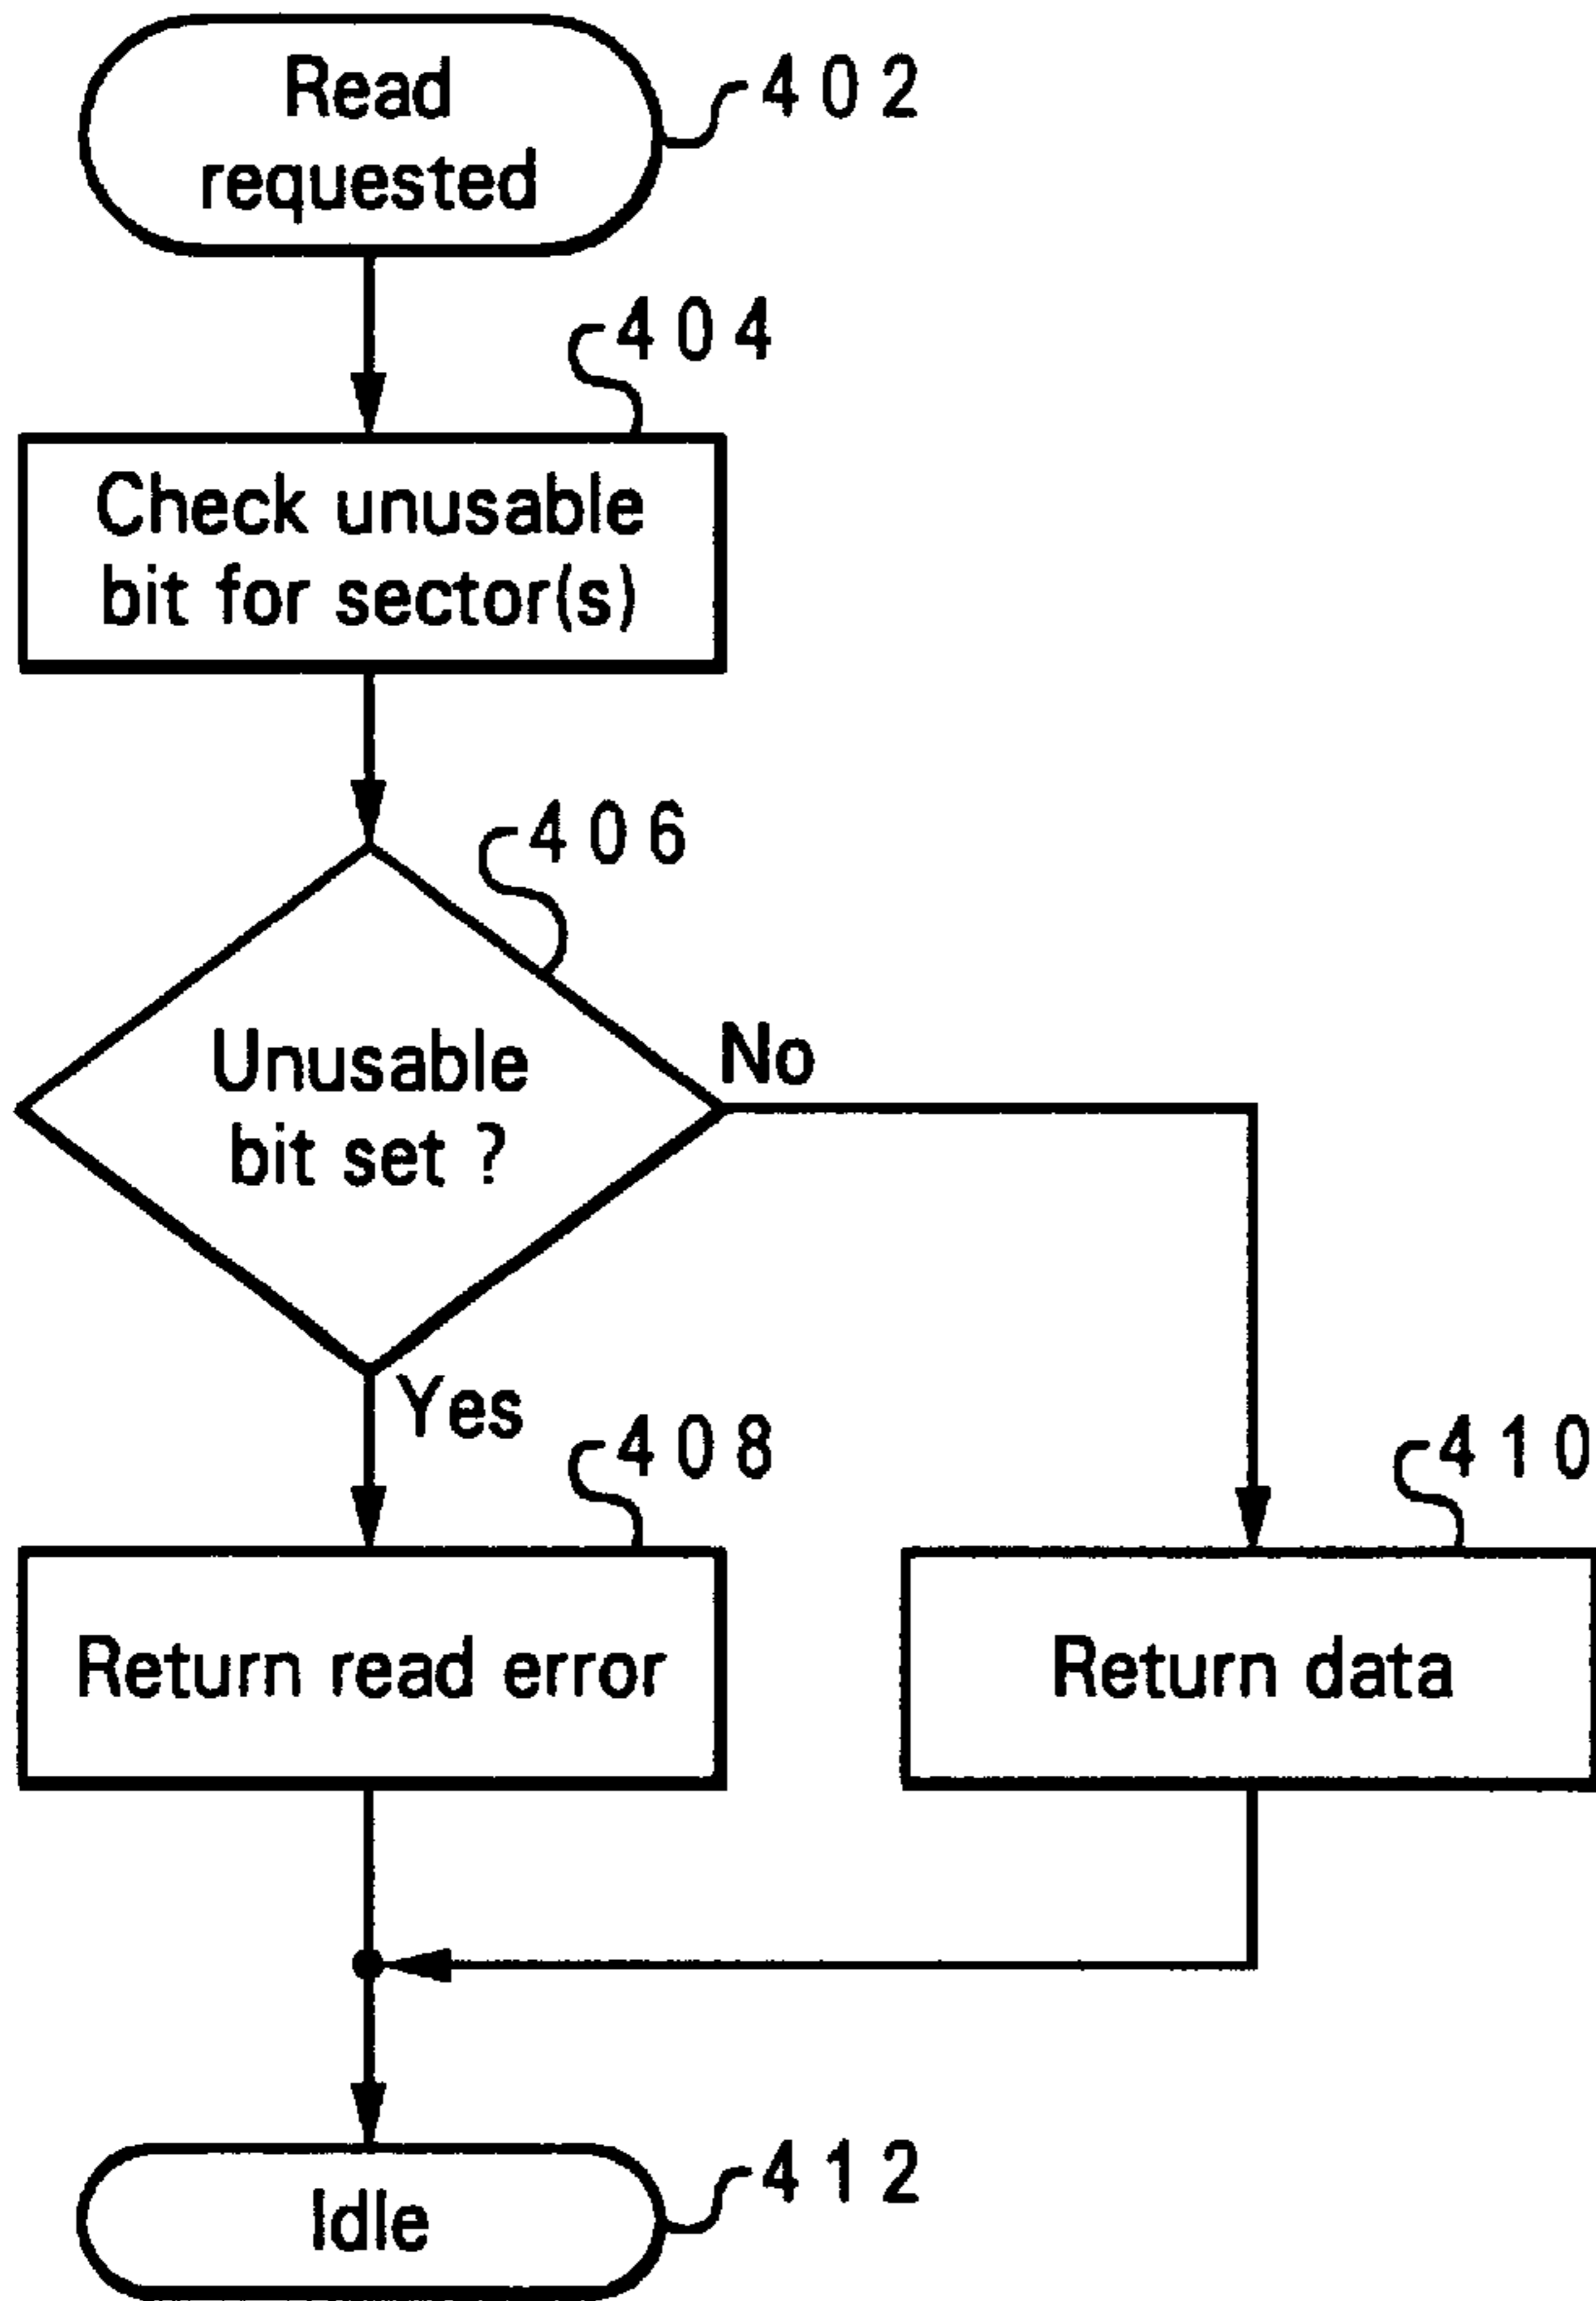 Read
requested
402
404
Check unusable
bit for sector(s)
406
Unusable
bit set ?
No
Yes
408
410
Return read error
Return data
Idle
412